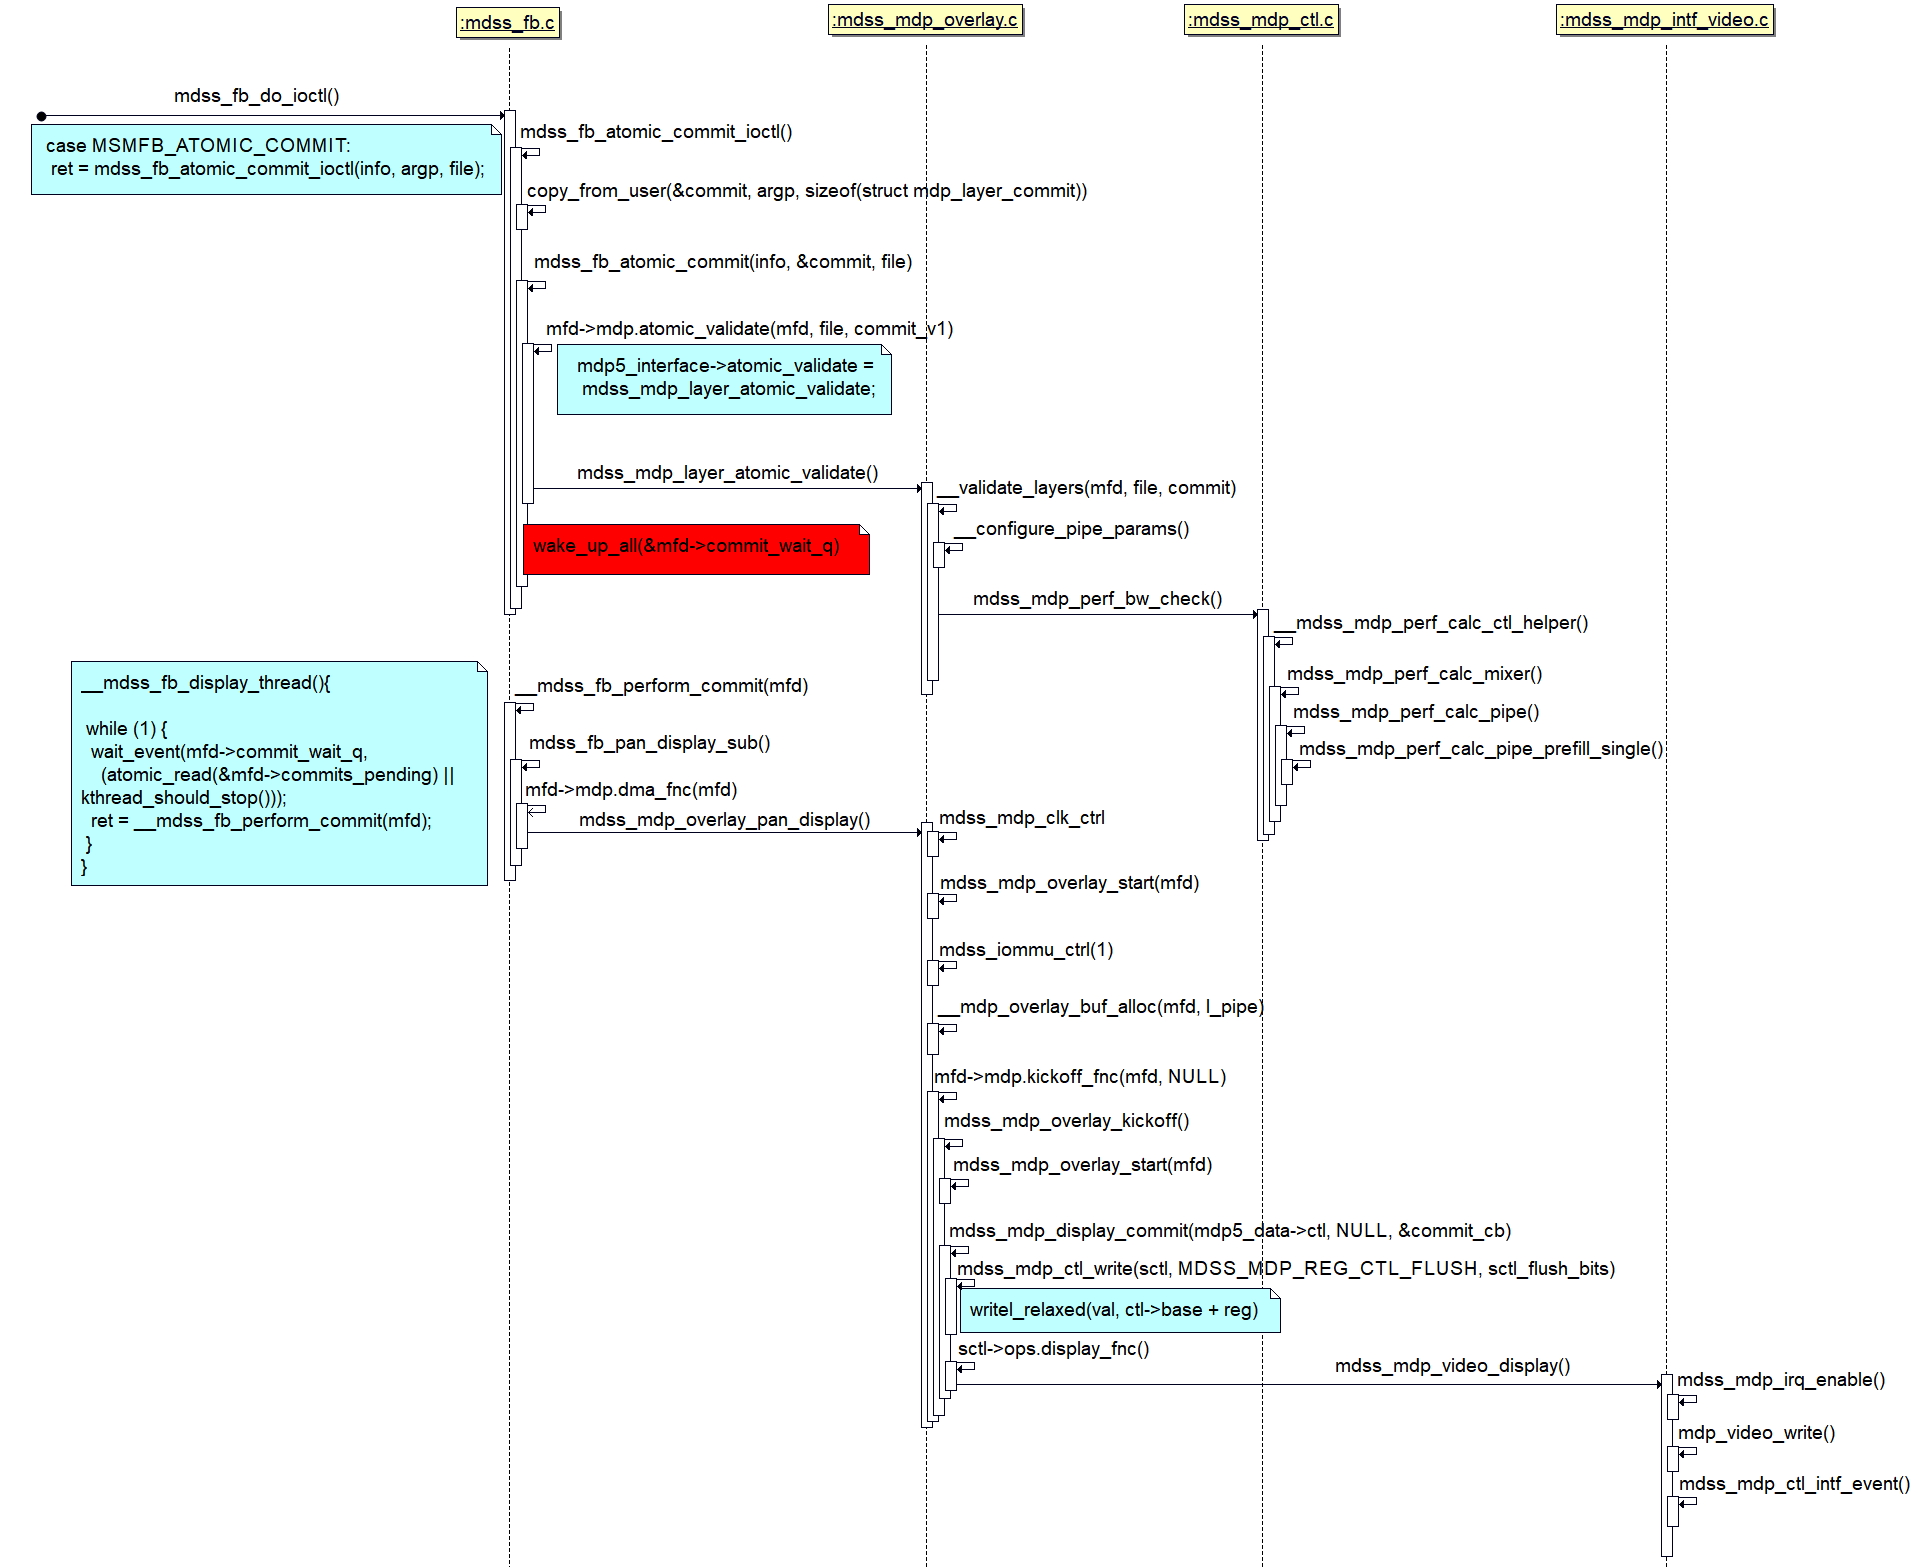 :mdss_fb.c
:mdss_mdp_overlay.c
:mdss_mdp_ctl.c
:mdss_mdp_intf_video.c
mdss_fb_do_ioctl()
case MSMFB_ATOMIC_COMMIT:
ret = mdss_fb_atomic_commit_ioctl(info, argp, file);
mdss_fb_atomic_commit_ioctl()
copy_from_user(&commit, argp, sizeof(struct mdp_layer_commit))
mdss_fb_atomic_commit(info, &commit, file)
mfd->mdp.atomic_validate(mfd, file, commit_v1)
mdp5_interface->atomic_validate =
mdss_mdp_layer_atomic_validate;
mdss_mdp_layer_atomic_validate()
__validate_layers(mfd, file, commit)
__configure_pipe_params()
wake_up_all(&mfd->commit_wait_q)
mdss_mdp_perf_bw_check()
__mdss_mdp_perf_calc_ctl_helper()
mdss_mdp_perf_calc_mixer()
mdss_mdp_perf_calc_pipe()
mdss_mdp_perf_calc_pipe_prefill_single()
__mdss_fb_display_thread(){
while (1) {
wait_event(mfd->commit_wait_q,
(atomic_read(&mfd->commits_pending) ||
kthread_should_stop()));
ret = __mdss_fb_perform_commit(mfd);
}
}
__mdss_fb_perform_commit(mfd)
mdss_fb_pan_display_sub()
mfd->mdp.dma_fnc(mfd)
mdss_mdp_overlay_pan_display()
mdss_mdp_clk_ctrl
mdss_mdp_overlay_start(mfd)
mdss_iommu_ctrl(1)
__mdp_overlay_buf_alloc(mfd, l_pipe)
mfd->mdp.kickoff_fnc(mfd, NULL)
mdss_mdp_overlay_kickoff()
mdss_mdp_overlay_start(mfd)
mdss_mdp_display_commit(mdp5_data->ctl, NULL, &commit_cb)
mdss_mdp_ctl_write(sctl, MDSS_MDP_REG_CTL_FLUSH, sctl_flush_bits)
writel_relaxed(val, ctl->base + reg)
sctl->ops.display_fnc()
mdss_mdp_video_display()
mdss_mdp_irq_enable()
mdp_video_write()
mdss_mdp_ctl_intf_event()